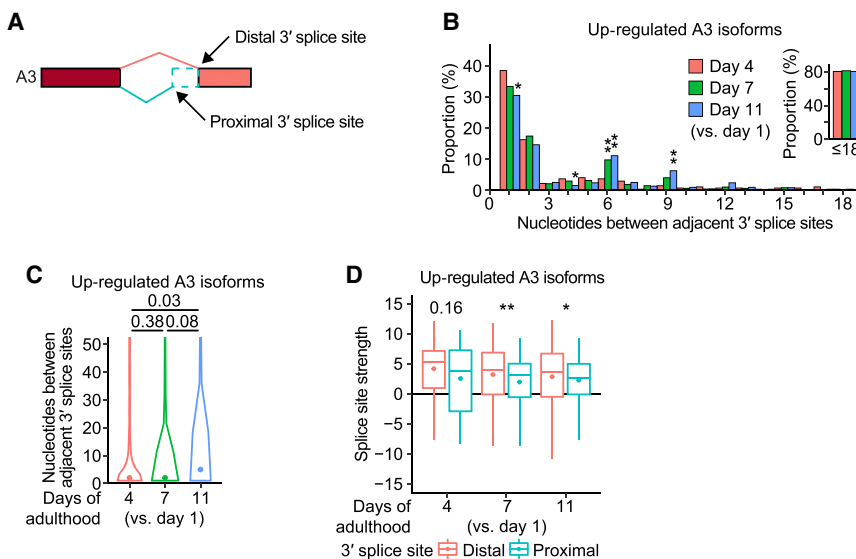 A
Distal 3′ splice site
A3
Proximal 3′ splice site
B
Up-regulated A3 isoforms
Proportion (%)
40
30
20
10
0
0 3 6 9 12 15 18
Nucleotides between adjacent 3′ splice sites
* * ** ** **
Day 4
Day 7
Day 11
(vs. day 1)
Proportion (%)
80
40
0
≤18
C
Up-regulated A3 isoforms
0.03
0.38 0.08
Nucleotides between
adjacent 3′ splice sites
50
40
30
20
10
0
Days of
adulthood
4 7 11
(vs. day 1)
D
Up-regulated A3 isoforms
0.16 ** *
Splice site strength
15
10
5
0
−5
−10
−15
Days of
adulthood
4 7 11
(vs. day 1)
3′ splice site Distal Proximal